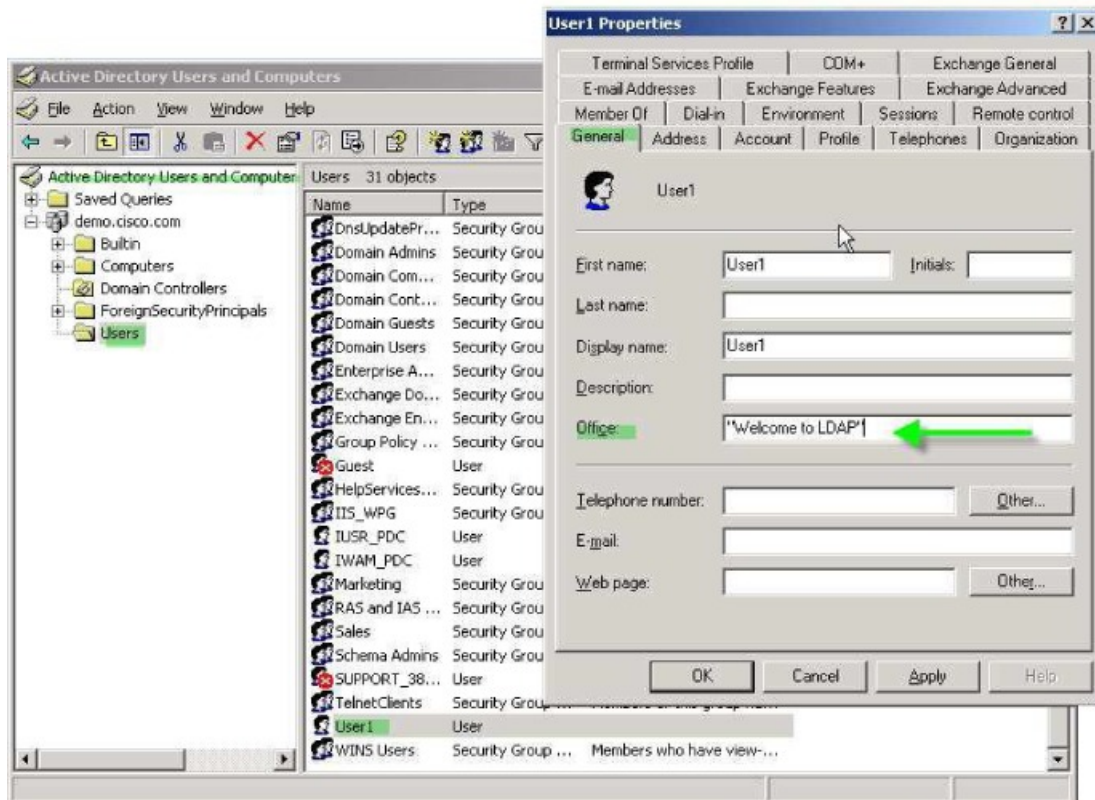 Active Directory Users and Computers
File Action View Window Help
Active Directory Users and Computer
Saved Queries
demo.cisco.com
Builtin
Computers
Domain Controllers
ForeignSecurityPrincipals
Users
Users 31 objects
Name Type
DnsUpdatePr... Security Grou
Domain Admins Security Grou
Domain Com... Security Grou
Domain Cont... Security Grou
Domain Guests Security Grou
Domain Users Security Grou
Enterprise A... Security Grou
Exchange Do... Security Grou
Exchange En... Security Grou
Group Policy ... Security Grou
Guest User
HelpServices... Security Grou
IIS_WPG Security Grou
IUSR_PDC User
IWAM_PDC User
Marketing Security Grou
RAS and IAS ... Security Grou
Sales Security Grou
Schema Admins Security Grou
SUPPORT_38... User
TelnetClients Security Group ...
User1 User
WINS Users Security Group ... Members who have view-...
User1 Properties
Terminal Services Profile COM+ Exchange General
E-mail Addresses Exchange Features Exchange Advanced
Member Of Dial-in Environment Sessions Remote control
General Address Account Profile Telephones Organization
User1
First name: User1 Initials:
Last name:
Display name: User1
Description:
Office: "Welcome to LDAP"
Telephone number: Other...
E-mail:
Web page: Other...
OK Cancel Apply Help